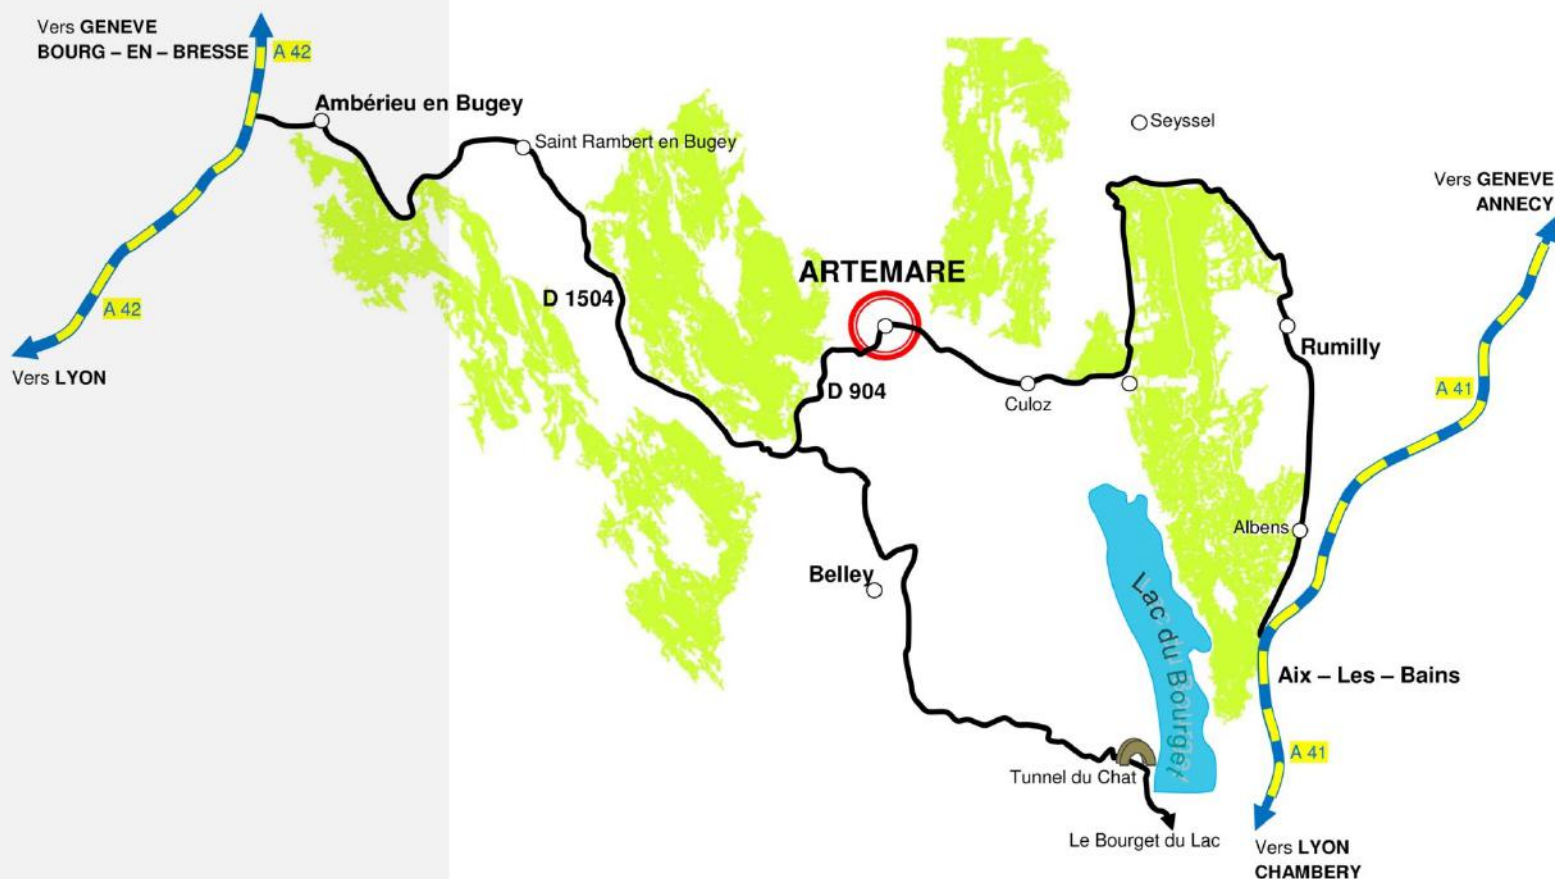 Vers GENEVE
BOURG – EN – BRESSE
A 42
Ambérieu en Bugey
Saint Rambert en Bugey
Seyssel
Vers GENEVE
ANNECY
ARTEMARE
D 1504
A 42
Vers LYON
Rumilly
D 904
Culoz
A 41
Albens
Belley
Lac du Bourget
Aix – Les – Bains
A 41
Tunnel du Chat
Le Bourget du Lac
Vers LYON
CHAMBERY